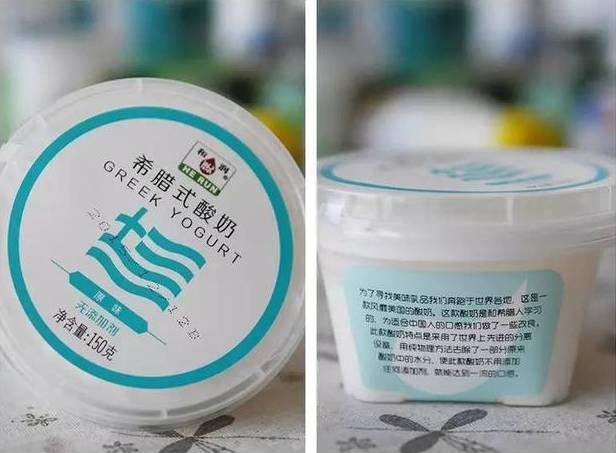 和润
HE RUN
希腊式酸奶
GREEK YOGURT
原味
无添加剂
净含量:150克
为了寻找美味乳品我们奔跑于世界各地，这是一
款风靡美国的酸奶。这款酸奶是和希腊人学习
的，为适合中国人的口感我们做了一些改良。
此款酸奶特点是采用了世界上先进的分离
设备，用纯物理方法去除了一部分原来
酸奶中的水分，使此款酸奶不用添加
任何添加剂，就能达到一流的口感。